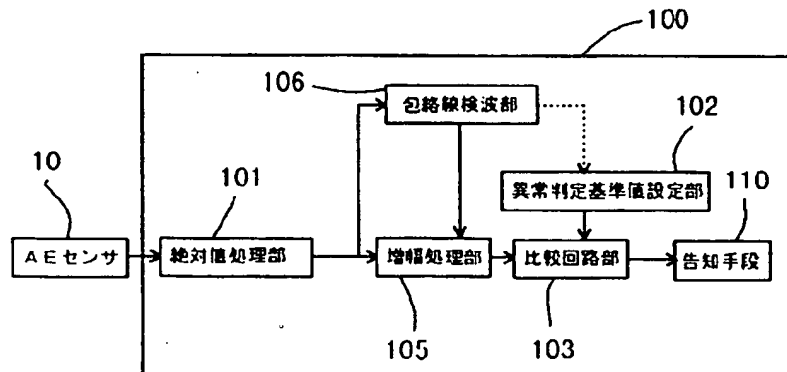 100
106
包絡線検波部
102
10
101
異常判定基準値設定部
110
AEセンサ
絶対値処理部
増幅処理部
比較回路部
告知手段
105
103